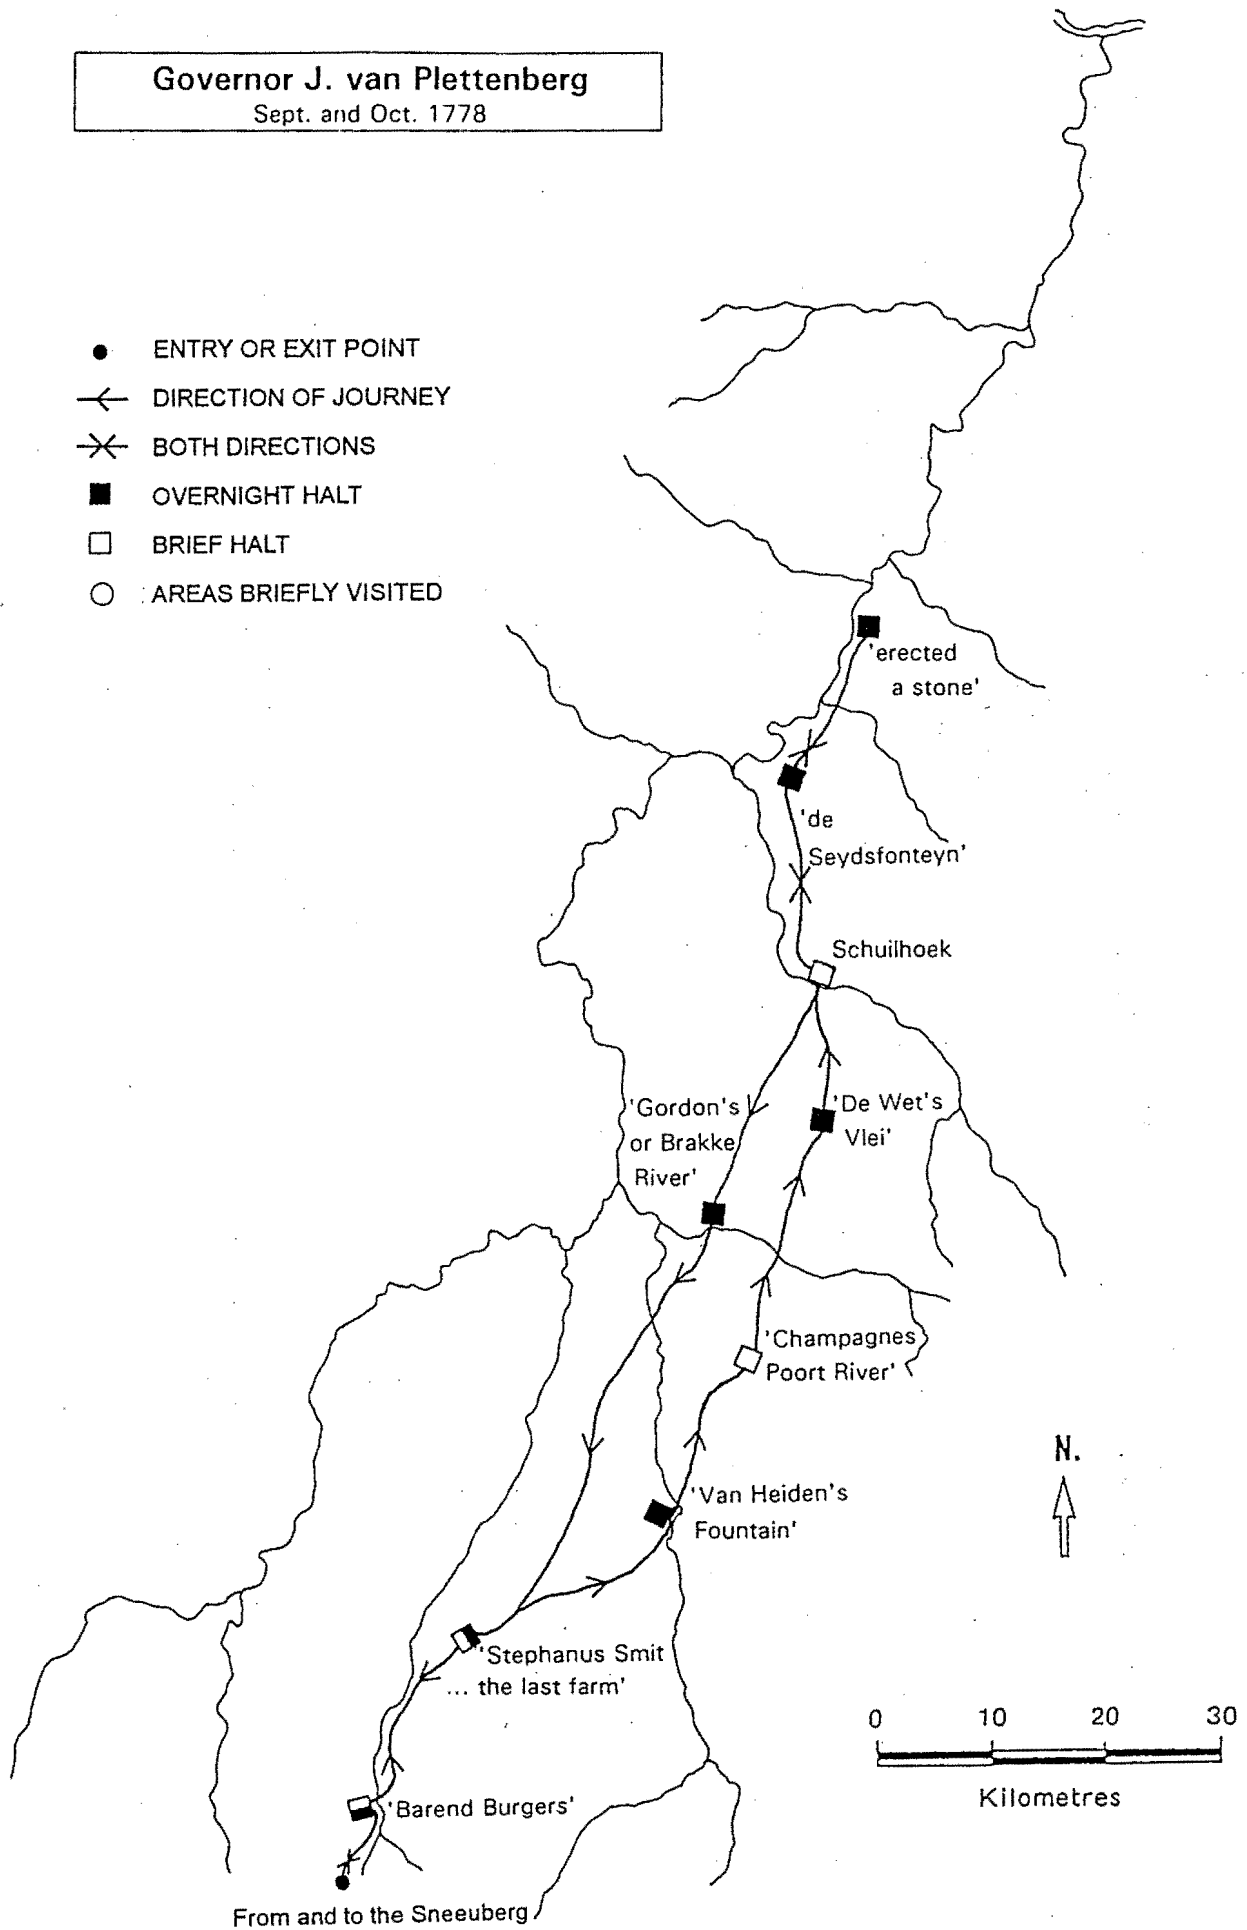 Governor J. van Plettenberg
Sept. and Oct. 1778
ENTRY OR EXIT POINT
DIRECTION OF JOURNEY
BOTH DIRECTIONS
OVERNIGHT HALT
BRIEF HALT
AREAS BRIEFLY VISITED
'erected
a stone'
'de
Seydsfonteyn'
Schuilhoek
'Gordon's
or Brakke
River'
'De Wet's
Vlei'
'Champagnes
Poort River'
N.
'Van Heiden's
Fountain'
'Stephanus Smit
... the last farm'
0 10 20 30
Kilometres
'Barend Burgers'
From and to the Sneeuberg